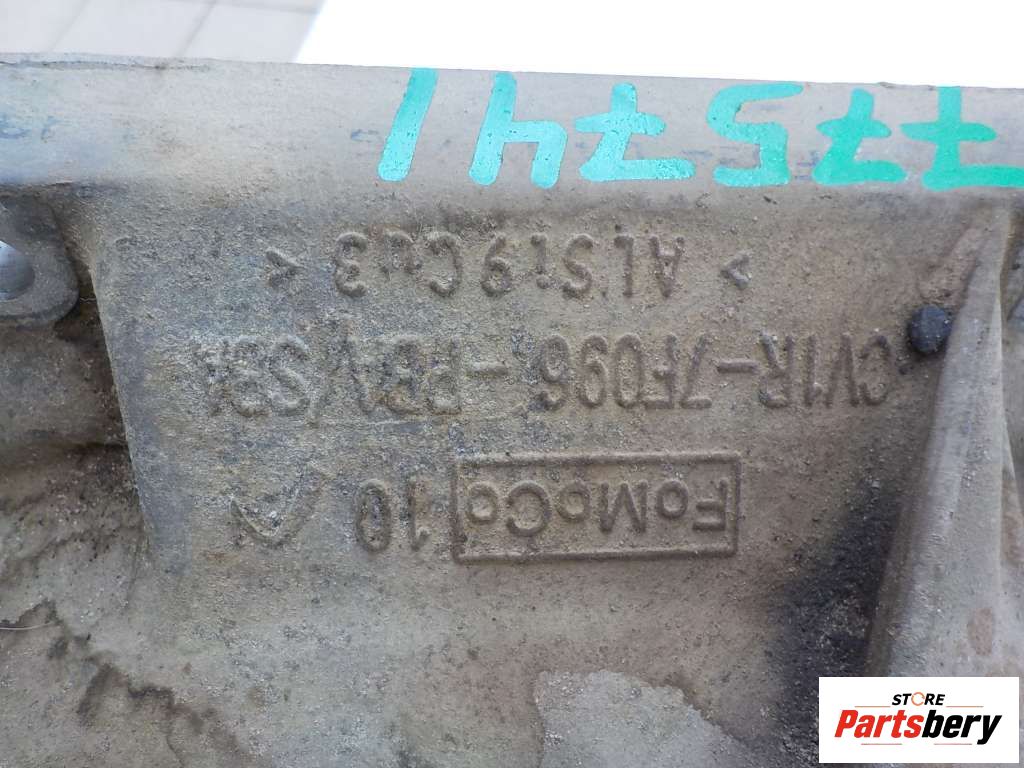 FoMoCo 10
CV1R-7F096
> ALSi9Cu3 <
775741
STORE
Partsbery